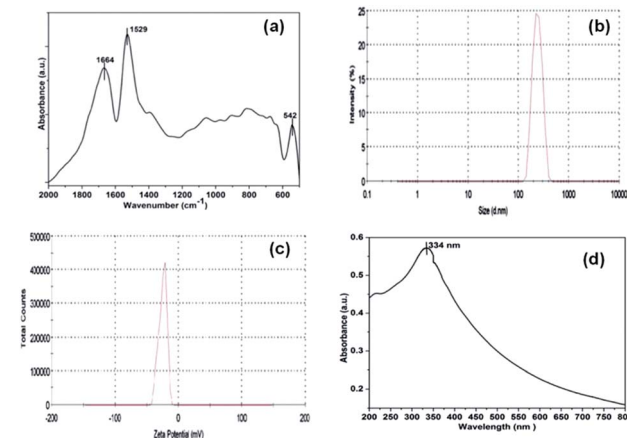 (a)
1529
1664
542
Absorbance (a.u.)
2000 1800 1600 1400 1200 1000 800 600
Wavenumber (cm-1)
(b)
25
20
15
10
5
0
Intensity (%)
0.1 1 10 100 1000 10000
Size (d.nm)
(c)
500000
400000
300000
200000
100000
0
Total Counts
-200 -100 0 100 200
Zeta Potential (mV)
(d)
334 nm
0.6
0.5
0.4
0.3
0.2
Absorbance (a.u.)
200 250 300 350 400 450 500 550 600 650 700 750 80
Wavelength (nm )